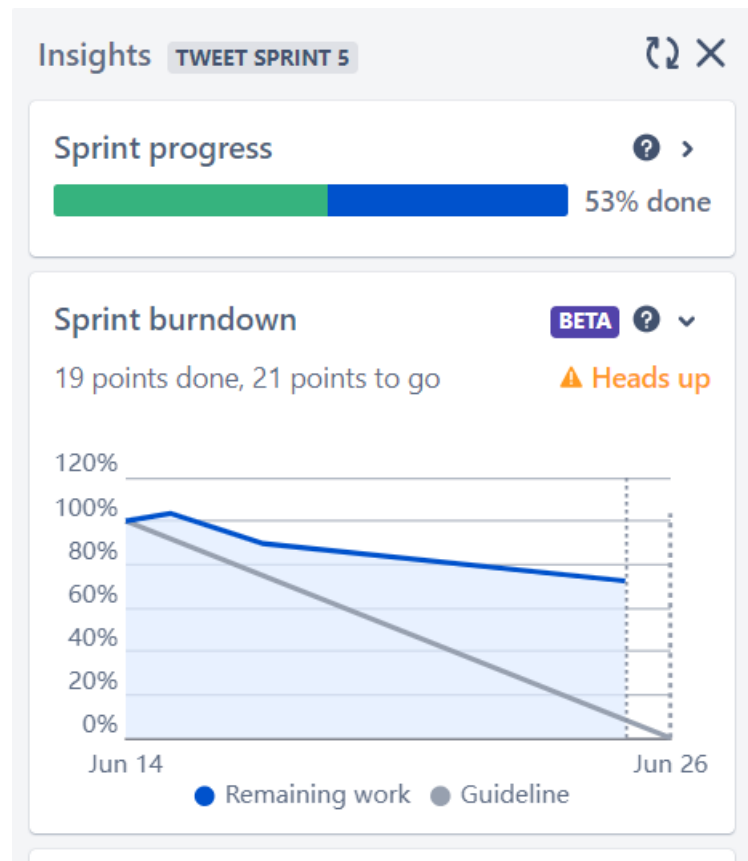 Insights TWEET SPRINT 5
Sprint progress
53% done
Sprint burndown BETA
19 points done, 21 points to go Heads up
120%
100%
80%
60%
40%
20%
0%
Jun 14 Jun 26
Remaining work Guideline